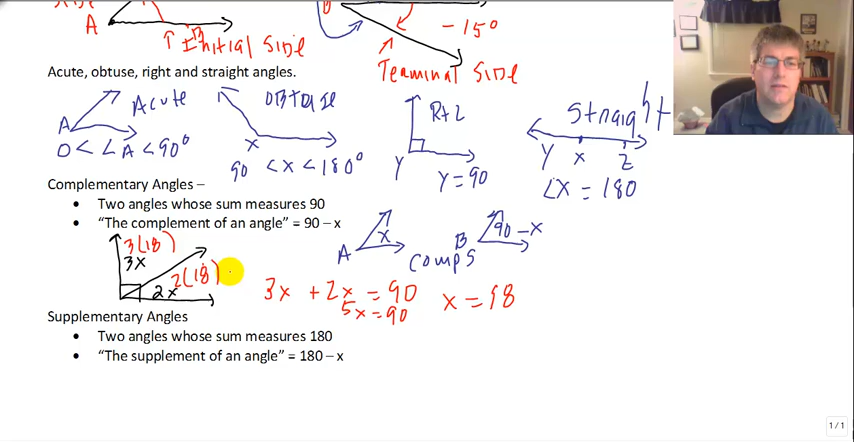 A
Initial Side
-150
Terminal Side
Acute, obtuse, right and straight angles.
Acute
A
0 < ∠A < 90°
Obtuse
x
90 < x < 180°
Rt ∠
Y
Y = 90
Straight
Y x Z
∠X = 180
Complementary Angles –
• Two angles whose sum measures 90
• “The complement of an angle” = 90 – x
A x
B 90 - x
Comps
3(18)
3x
2(18)
2x
3x + 2x = 90
5x = 90
x = 18
Supplementary Angles
• Two angles whose sum measures 180
• “The supplement of an angle” = 180 – x
1 / 1